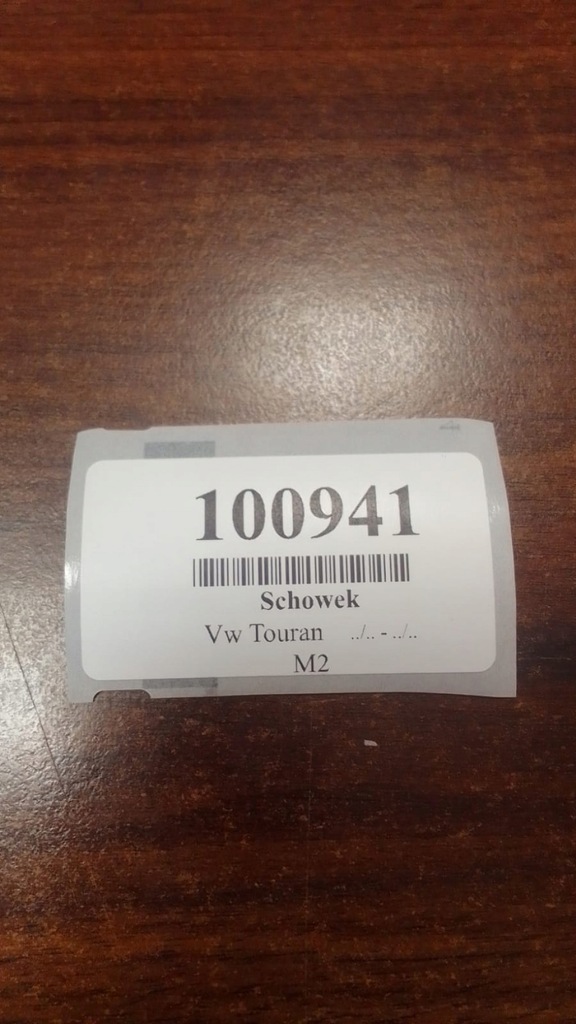 100941
Schowek
Vw Touran ../.. - ../..
M2